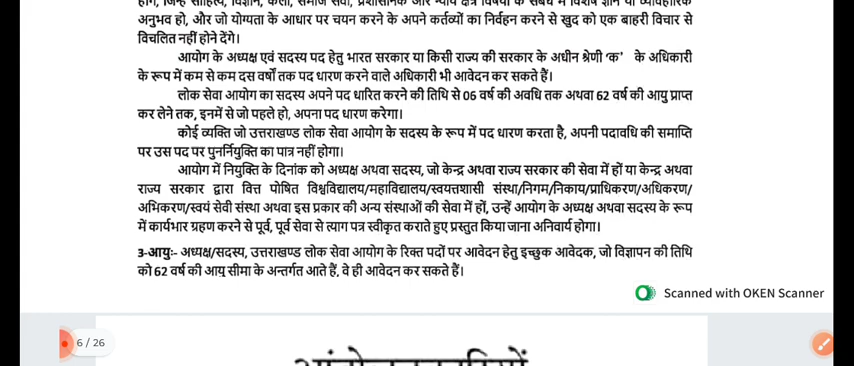 होंगे, जिन्हें साहित्य, विज्ञान, कला, समाज सेवा, प्रशासनिक और न्याय क्षेत्र विषयों के संबंध में विशेष ज्ञान या व्यावहारिक
अनुभव हो, और जो योग्यता के आधार पर चयन करने के अपने कर्तव्यों का निर्वहन करने से खुद को एक बाहरी विचार से
विचलित नहीं होने देंगे।
आयोग के अध्यक्ष एवं सदस्य पद हेतु भारत सरकार या किसी राज्य की सरकार के अधीन श्रेणी 'क' के अधिकारी
के रूप में कम से कम दस वर्षों तक पद धारण करने वाले अधिकारी भी आवेदन कर सकते हैं।
लोक सेवा आयोग का सदस्य अपने पद धारित करने की तिथि से 06 वर्ष की अवधि तक अथवा 62 वर्ष की आयु प्राप्त
कर लेने तक, इनमें से जो पहले हो, अपना पद धारण करेगा।
कोई व्यक्ति जो उत्तराखण्ड लोक सेवा आयोग के सदस्य के रूप में पद धारण करता है, अपनी पदावधि की समाप्ति
पर उस पद पर पुनर्नियुक्ति का पात्र नहीं होगा।
आयोग में नियुक्ति के दिनांक को अध्यक्ष अथवा सदस्य, जो केन्द्र अथवा राज्य सरकार की सेवा में हों या केन्द्र अथवा
राज्य सरकार द्वारा वित्त पोषित विश्वविद्यालय/महाविद्यालय/स्वयत्तशासी संस्था/निगम/निकाय/प्राधिकरण/अधिकरण/
अभिकरण/स्वयं सेवी संस्था अथवा इस प्रकार की अन्य संस्थाओं की सेवा में हों, उन्हें आयोग के अध्यक्ष अथवा सदस्य के रूप
में कार्यभार ग्रहण करने से पूर्व, पूर्व सेवा से त्याग पत्र स्वीकृत कराते हुए प्रस्तुत किया जाना अनिवार्य होगा।
3-आयुः- अध्यक्ष/सदस्य, उत्तराखण्ड लोक सेवा आयोग के रिक्त पदों पर आवेदन हेतु इच्छुक आवेदक, जो विज्ञापन की तिथि
को 62 वर्ष की आयु सीमा के अन्तर्गत आते हैं, वे ही आवेदन कर सकते हैं।
Scanned with OKEN Scanner
6 / 26